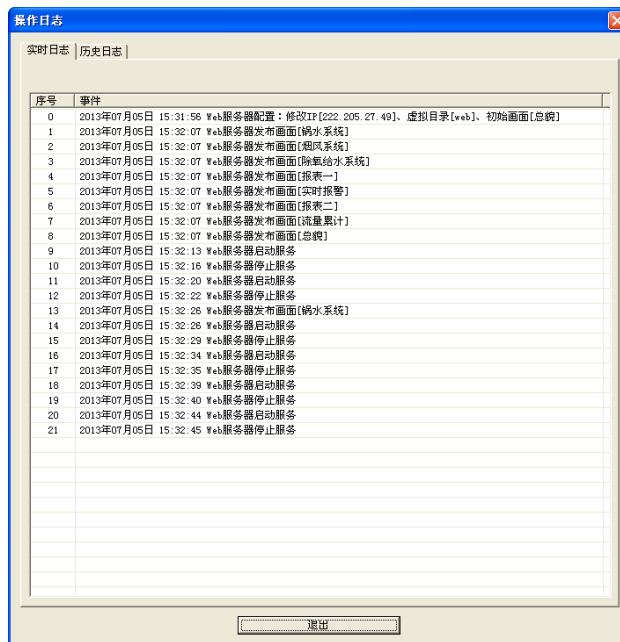 操作日志
实时日志 历史日志
序号 事件
0 2013年07月05日 15:31:56 Web服务器配置：修改IP[222.205.27.49]、虚拟目录[web]、初始画面[总貌]
1 2013年07月05日 15:32:07 Web服务器发布画面[锅水系统]
2 2013年07月05日 15:32:07 Web服务器发布画面[烟风系统]
3 2013年07月05日 15:32:07 Web服务器发布画面[除氧给水系统]
4 2013年07月05日 15:32:07 Web服务器发布画面[报表一]
5 2013年07月05日 15:32:07 Web服务器发布画面[实时报警]
6 2013年07月05日 15:32:07 Web服务器发布画面[报表二]
7 2013年07月05日 15:32:07 Web服务器发布画面[流量累计]
8 2013年07月05日 15:32:07 Web服务器发布画面[总貌]
9 2013年07月05日 15:32:13 Web服务器启动服务
10 2013年07月05日 15:32:16 Web服务器停止服务
11 2013年07月05日 15:32:20 Web服务器启动服务
12 2013年07月05日 15:32:22 Web服务器停止服务
13 2013年07月05日 15:32:26 Web服务器发布画面[锅水系统]
14 2013年07月05日 15:32:26 Web服务器启动服务
15 2013年07月05日 15:32:29 Web服务器停止服务
16 2013年07月05日 15:32:34 Web服务器启动服务
17 2013年07月05日 15:32:35 Web服务器停止服务
18 2013年07月05日 15:32:39 Web服务器启动服务
19 2013年07月05日 15:32:40 Web服务器停止服务
20 2013年07月05日 15:32:44 Web服务器启动服务
21 2013年07月05日 15:32:45 Web服务器停止服务
退出